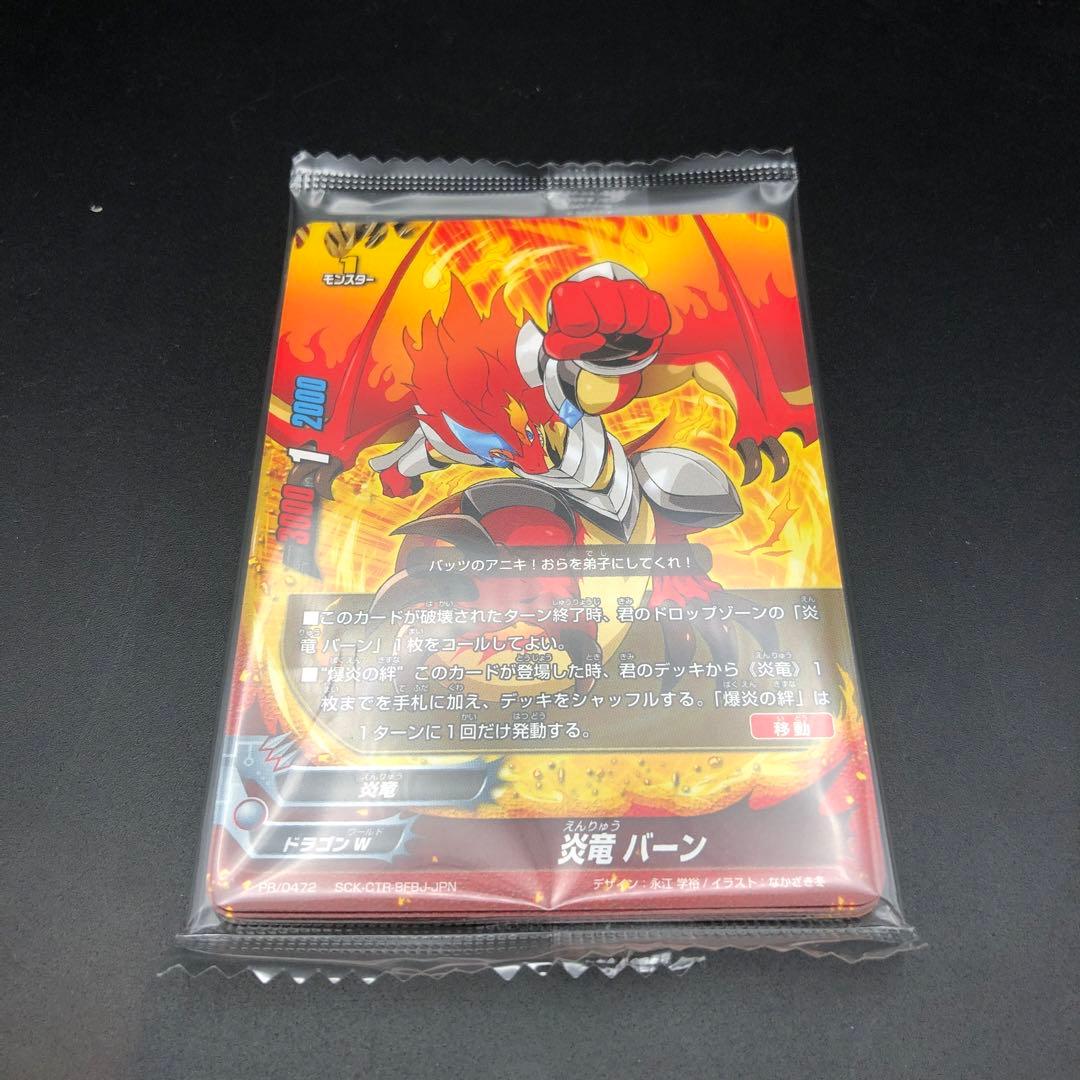 1
モンスター
2000
1
3000
バッツのアニキ！おらを弟子にしてくれ！
■このカードが破壊されたターン終了時、君のドロップゾーンの「炎
竜 バーン」1枚をコールしてよい。
■"爆炎の絆" このカードが登場した時、君のデッキから《炎竜》1
枚までを手札に加え、デッキをシャッフルする。「爆炎の絆」は
1ターンに1回だけ発動する。
移動
炎竜
ドラゴンW
えんりゅう
炎竜 バーン
PR/0472 SCK-CTR-BFBJ-JPN
デザイン：永江 学裕 / イラスト：なかざき冬